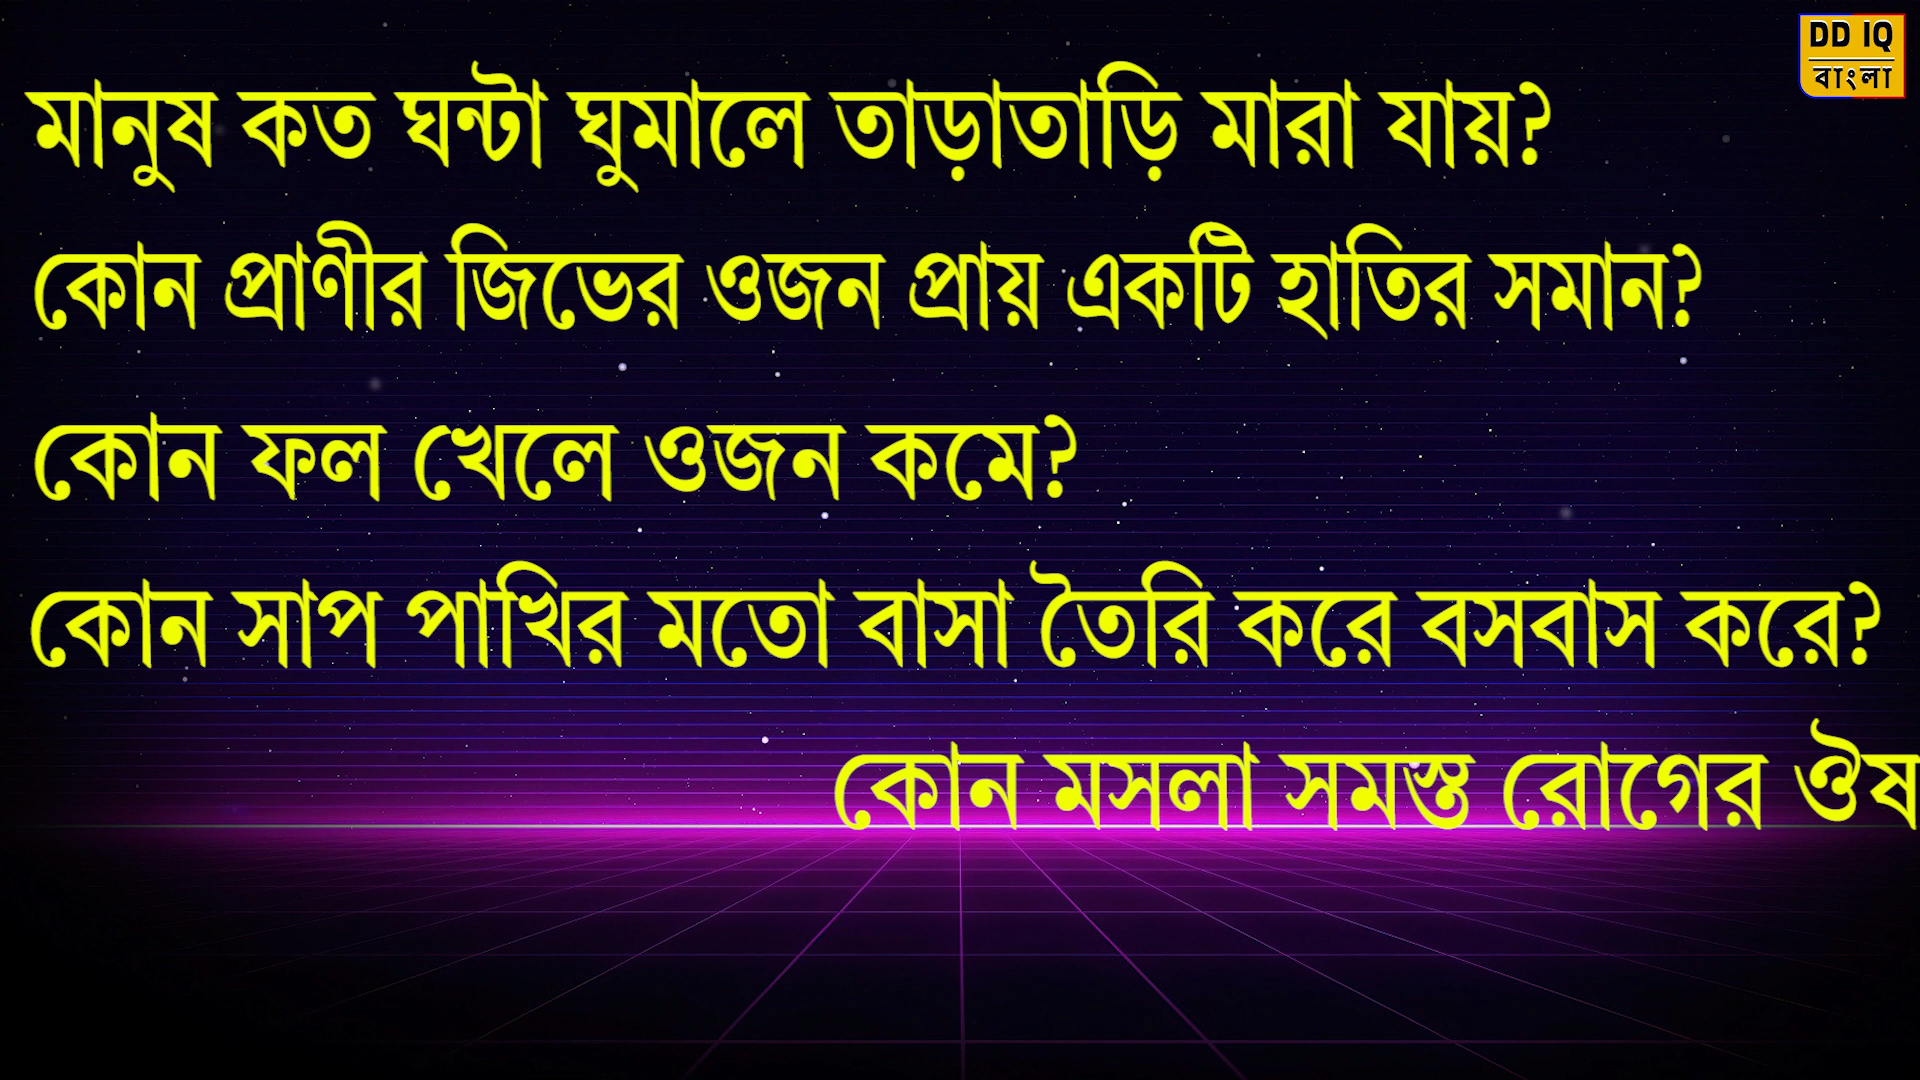 DD IQ
বাংলা
মানুষ কত ঘন্টা ঘুমালে তাড়াতাড়ি মারা যায়?
কোন প্রাণীর জিভের ওজন প্রায় একটি হাতির সমান?
কোন ফল খেলে ওজন কমে?
কোন সাপ পাখির মতো বাসা তৈরি করে বসবাস করে?
কোন মসলা সমস্ত রোগের ঔষ